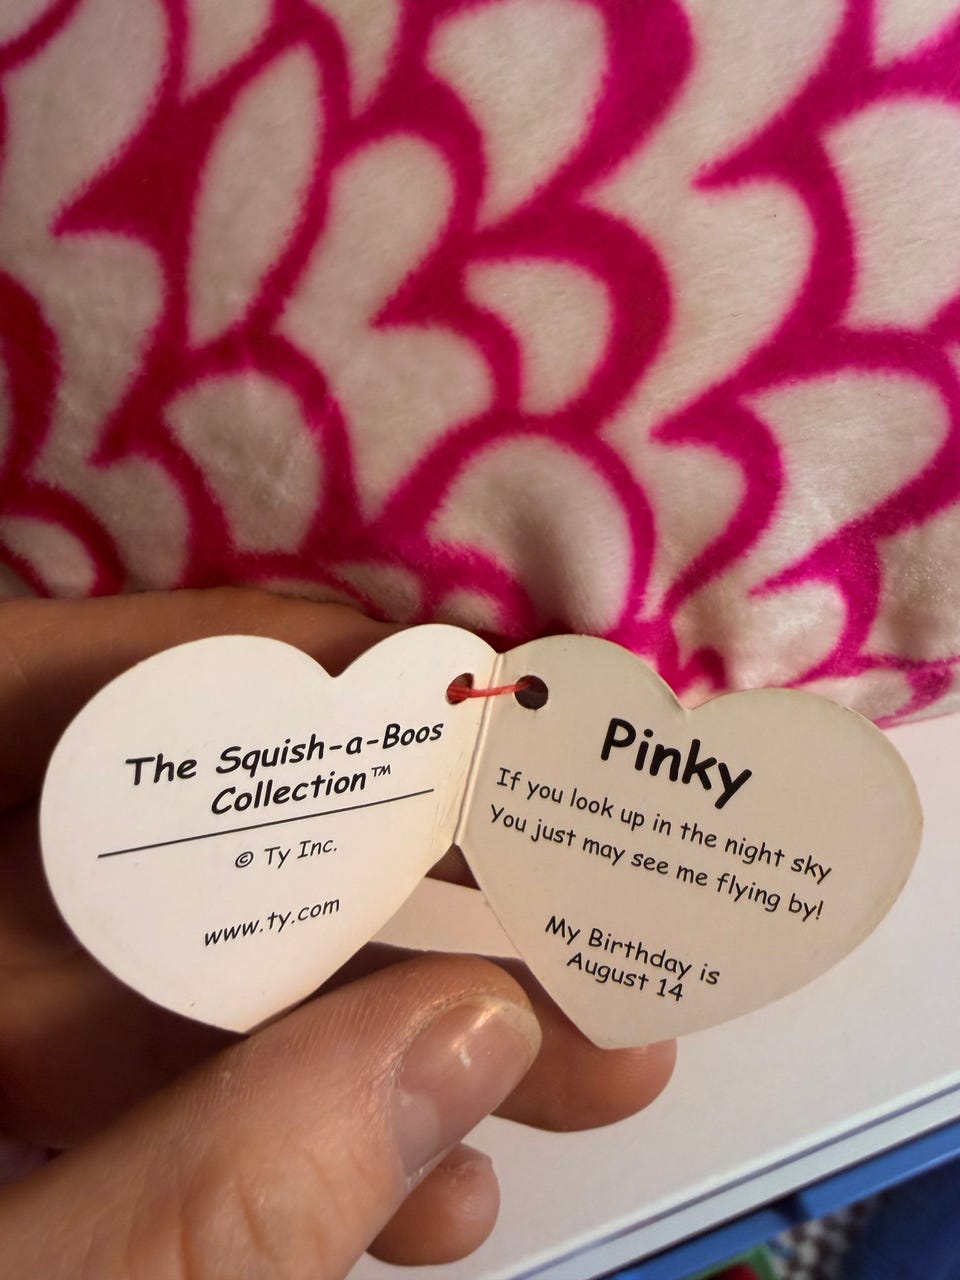 The Squish-a-Boos
Collection™
© Ty Inc.
www.ty.com
Pinky
If you look up in the night sky
You just may see me flying by!
My Birthday is
August 14